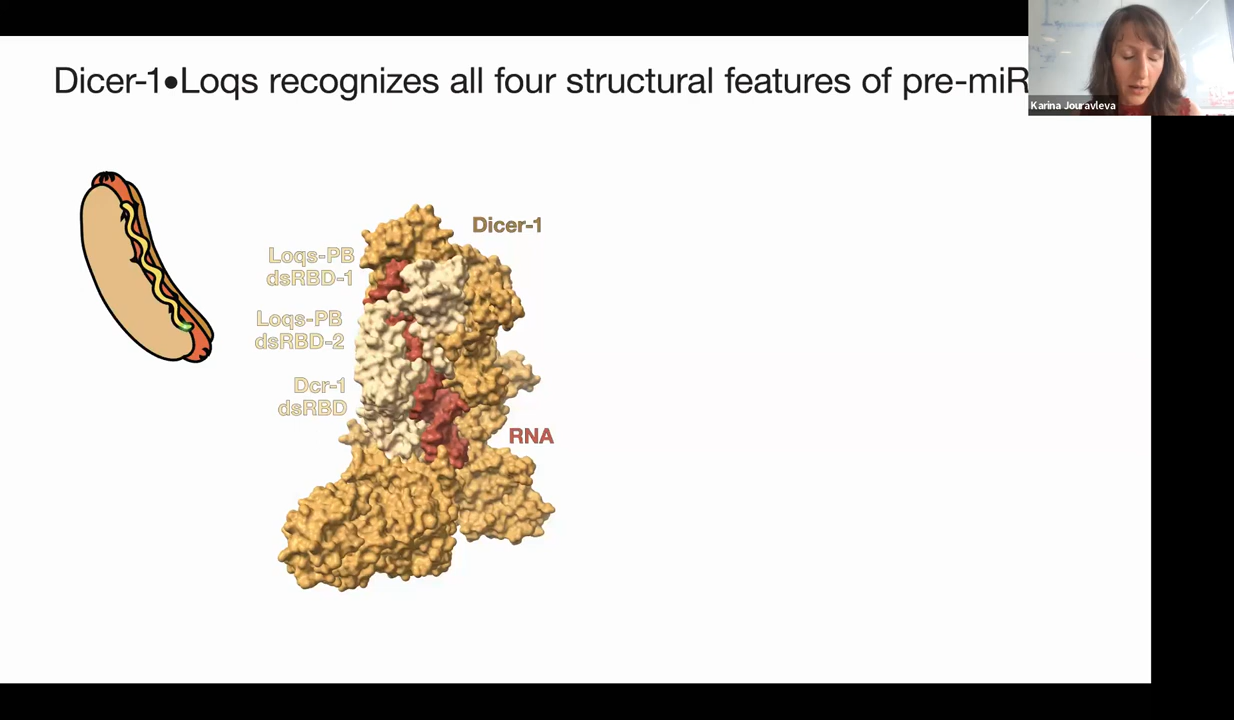 Dicer-1•Loqs recognizes all four structural features of pre-miR
Karina Jouravleva
Dicer-1
Loqs-PB
dsRBD-1
Loqs-PB
dsRBD-2
Dcr-1
dsRBD
RNA